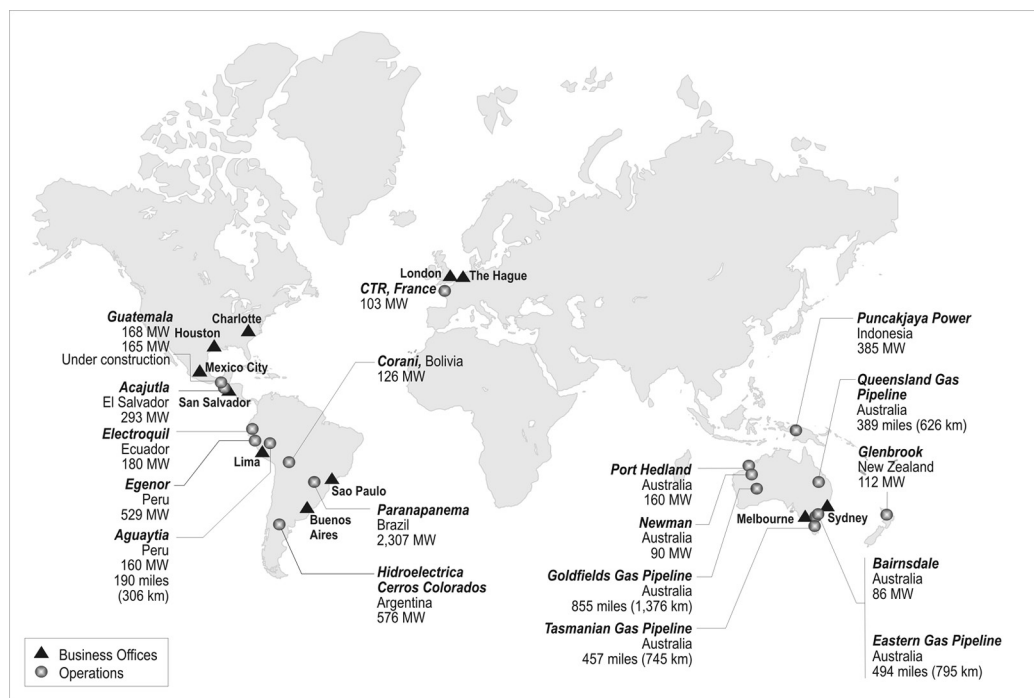 London
The Hague
CTR, France
103 MW
Guatemala
168 MW
165 MW
Under construction
Charlotte
Houston
Mexico City
Acajutla
El Salvador
293 MW
San Salvador
Electroquil
Ecuador
180 MW
Lima
Egenor
Peru
529 MW
Aguaytia
Peru
160 MW
190 miles
(306 km)
Corani, Bolivia
126 MW
Sao Paulo
Buenos
Aires
Paranapanema
Brazil
2,307 MW
Hidroelectrica
Cerros Colorados
Argentina
576 MW
Puncakjaya Power
Indonesia
385 MW
Queensland Gas
Pipeline
Australia
389 miles (626 km)
Glenbrook
New Zealand
112 MW
Port Hedland
Australia
160 MW
Newman
Australia
90 MW
Melbourne
Sydney
Goldfields Gas Pipeline
Australia
855 miles (1,376 km)
Tasmanian Gas Pipeline
Australia
457 miles (745 km)
Bairnsdale
Australia
86 MW
Eastern Gas Pipeline
Australia
494 miles (795 km)
Business Offices
Operations